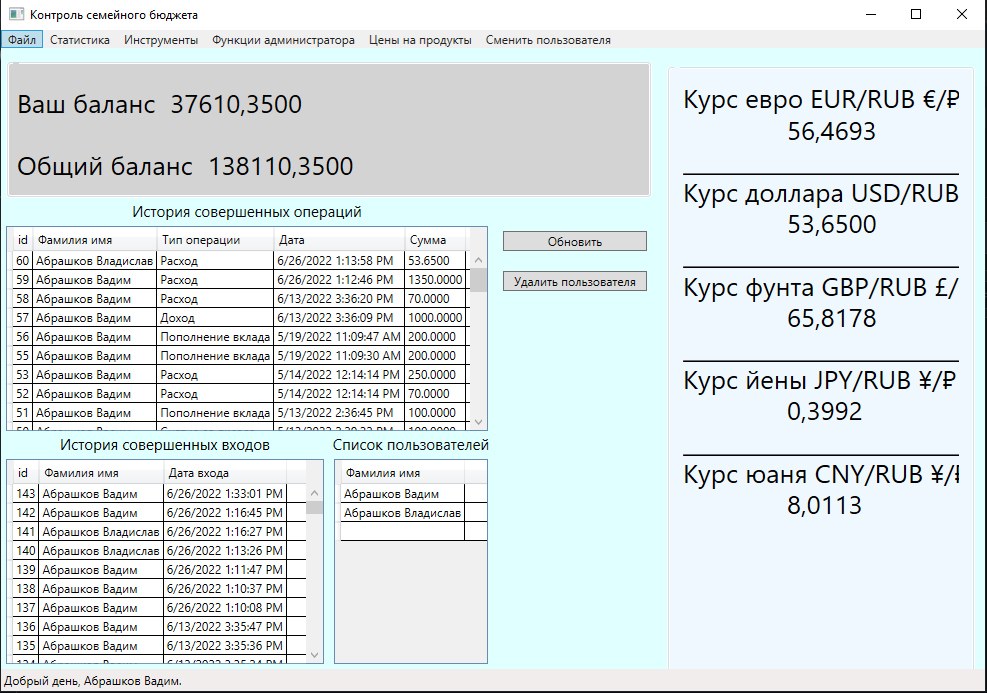 Контроль семейного бюджета
Файл Статистика Инструменты Функции администратора Цены на продукты Сменить пользователя
Ваш баланс 37610,3500
Общий баланс 138110,3500
История совершенных операций
id Фамилия имя Тип операции Дата Сумма
60 Абрашков Владислав Расход 6/26/2022 1:13:58 PM 53.6500
59 Абрашков Вадим Расход 6/26/2022 1:12:46 PM 1350.0000
58 Абрашков Вадим Расход 6/13/2022 3:36:20 PM 70.0000
57 Абрашков Вадим Доход 6/13/2022 3:36:09 PM 1000.0000
56 Абрашков Вадим Пополнение вклада 5/19/2022 11:09:47 AM 200.0000
55 Абрашков Вадим Пополнение вклада 5/19/2022 11:09:30 AM 200.0000
53 Абрашков Вадим Расход 5/14/2022 12:14:14 PM 250.0000
52 Абрашков Вадим Расход 5/14/2022 12:14:14 PM 70.0000
51 Абрашков Вадим Пополнение вклада 5/13/2022 2:36:45 PM 100.0000
Обновить
Удалить пользователя
История совершенных входов
id Фамилия имя Дата входа
143 Абрашков Вадим 6/26/2022 1:33:01 PM
142 Абрашков Вадим 6/26/2022 1:16:45 PM
141 Абрашков Владислав 6/26/2022 1:16:27 PM
140 Абрашков Владислав 6/26/2022 1:13:26 PM
139 Абрашков Вадим 6/26/2022 1:11:47 PM
138 Абрашков Вадим 6/26/2022 1:10:37 PM
137 Абрашков Вадим 6/26/2022 1:10:08 PM
136 Абрашков Вадим 6/13/2022 3:35:47 PM
135 Абрашков Вадим 6/13/2022 3:35:36 PM
Список пользователей
Фамилия имя
Абрашков Вадим
Абрашков Владислав
Курс евро EUR/RUB €/₽
56,4693
Курс доллара USD/RUB
53,6500
Курс фунта GBP/RUB £/
65,8178
Курс йены JPY/RUB ¥/₽
0,3992
Курс юаня CNY/RUB ¥/₽
8,0113
Добрый день, Абрашков Вадим.